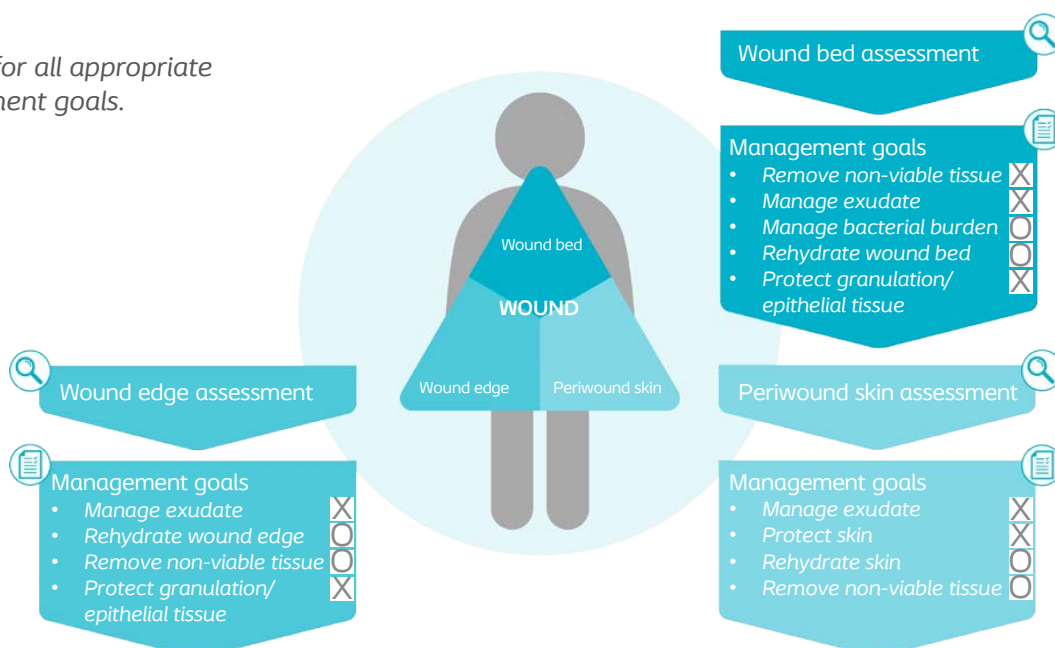 for all appropriate
ment goals.
Wound bed assessment
Management goals
• Remove non-viable tissue X
• Manage exudate X
• Manage bacterial burden O
• Rehydrate wound bed O
• Protect granulation/ X
epithelial tissue
Wound bed
WOUND
Wound edge
Periwound skin
Wound edge assessment
Management goals
• Manage exudate X
• Rehydrate wound edge O
• Remove non-viable tissue O
• Protect granulation/ X
epithelial tissue
Periwound skin assessment
Management goals
• Manage exudate X
• Protect skin X
• Rehydrate skin O
• Remove non-viable tissue O